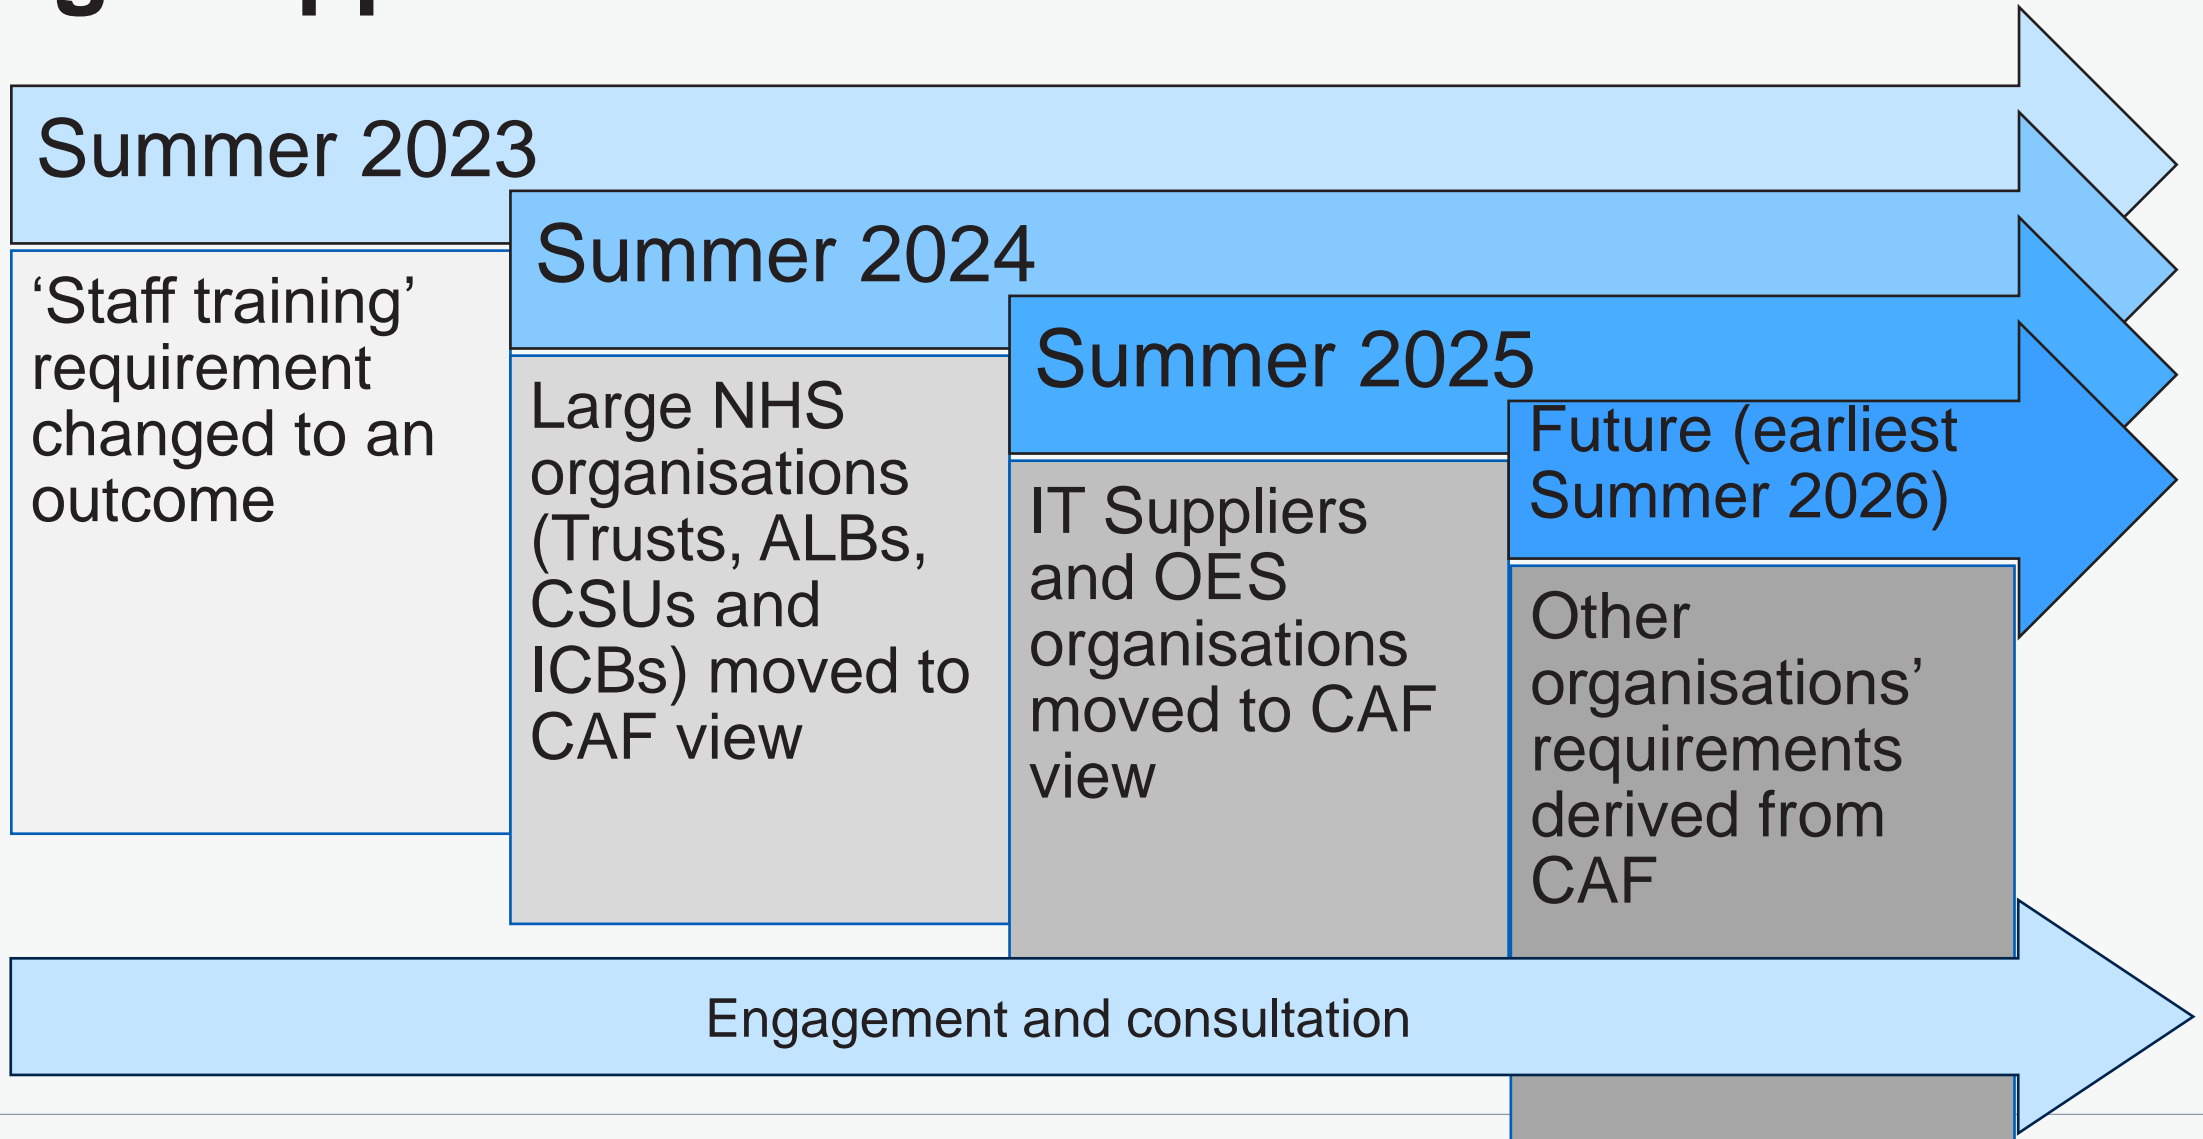 Summer 2023
‘Staff training’
requirement
changed to an
outcome
Summer 2024
Large NHS
organisations
(Trusts, ALBs,
CSUs and
ICBs) moved to
CAF view
Summer 2025
IT Suppliers
and OES
organisations
moved to CAF
view
Future (earliest
Summer 2026)
Other
organisations’
requirements
derived from
CAF
Engagement and consultation